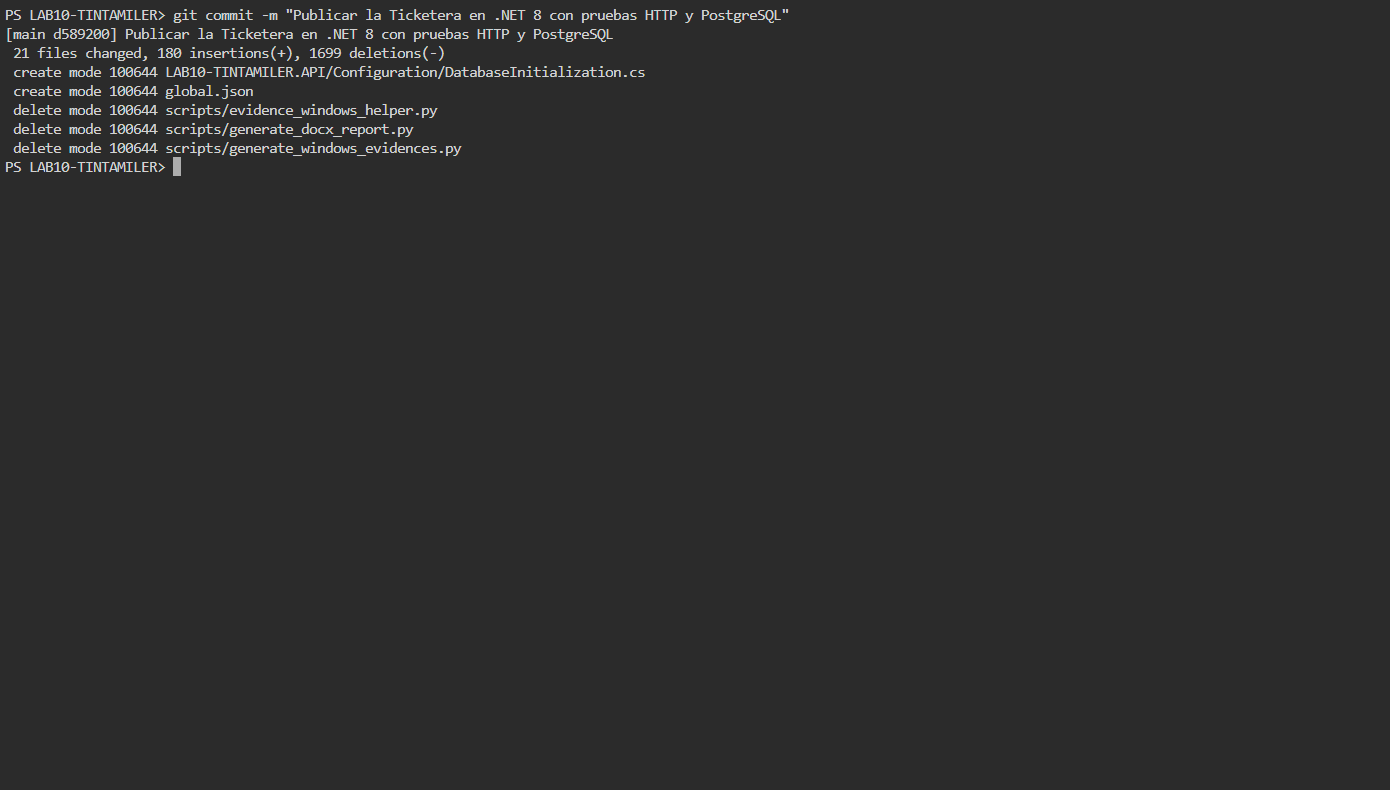 PS LAB10-TINTAMILER> git commit -m "Publicar la Ticketera en .NET 8 con pruebas HTTP y PostgreSQL"
[main d589200] Publicar la Ticketera en .NET 8 con pruebas HTTP y PostgreSQL
 21 files changed, 180 insertions(+), 1699 deletions(-)
 create mode 100644 LAB10-TINTAMILER.API/Configuration/DatabaseInitialization.cs
 create mode 100644 global.json
 delete mode 100644 scripts/evidence_windows_helper.py
 delete mode 100644 scripts/generate_docx_report.py
 delete mode 100644 scripts/generate_windows_evidences.py
PS LAB10-TINTAMILER>